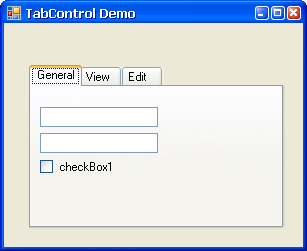 TabControl Demo
General View Edit
checkBox1